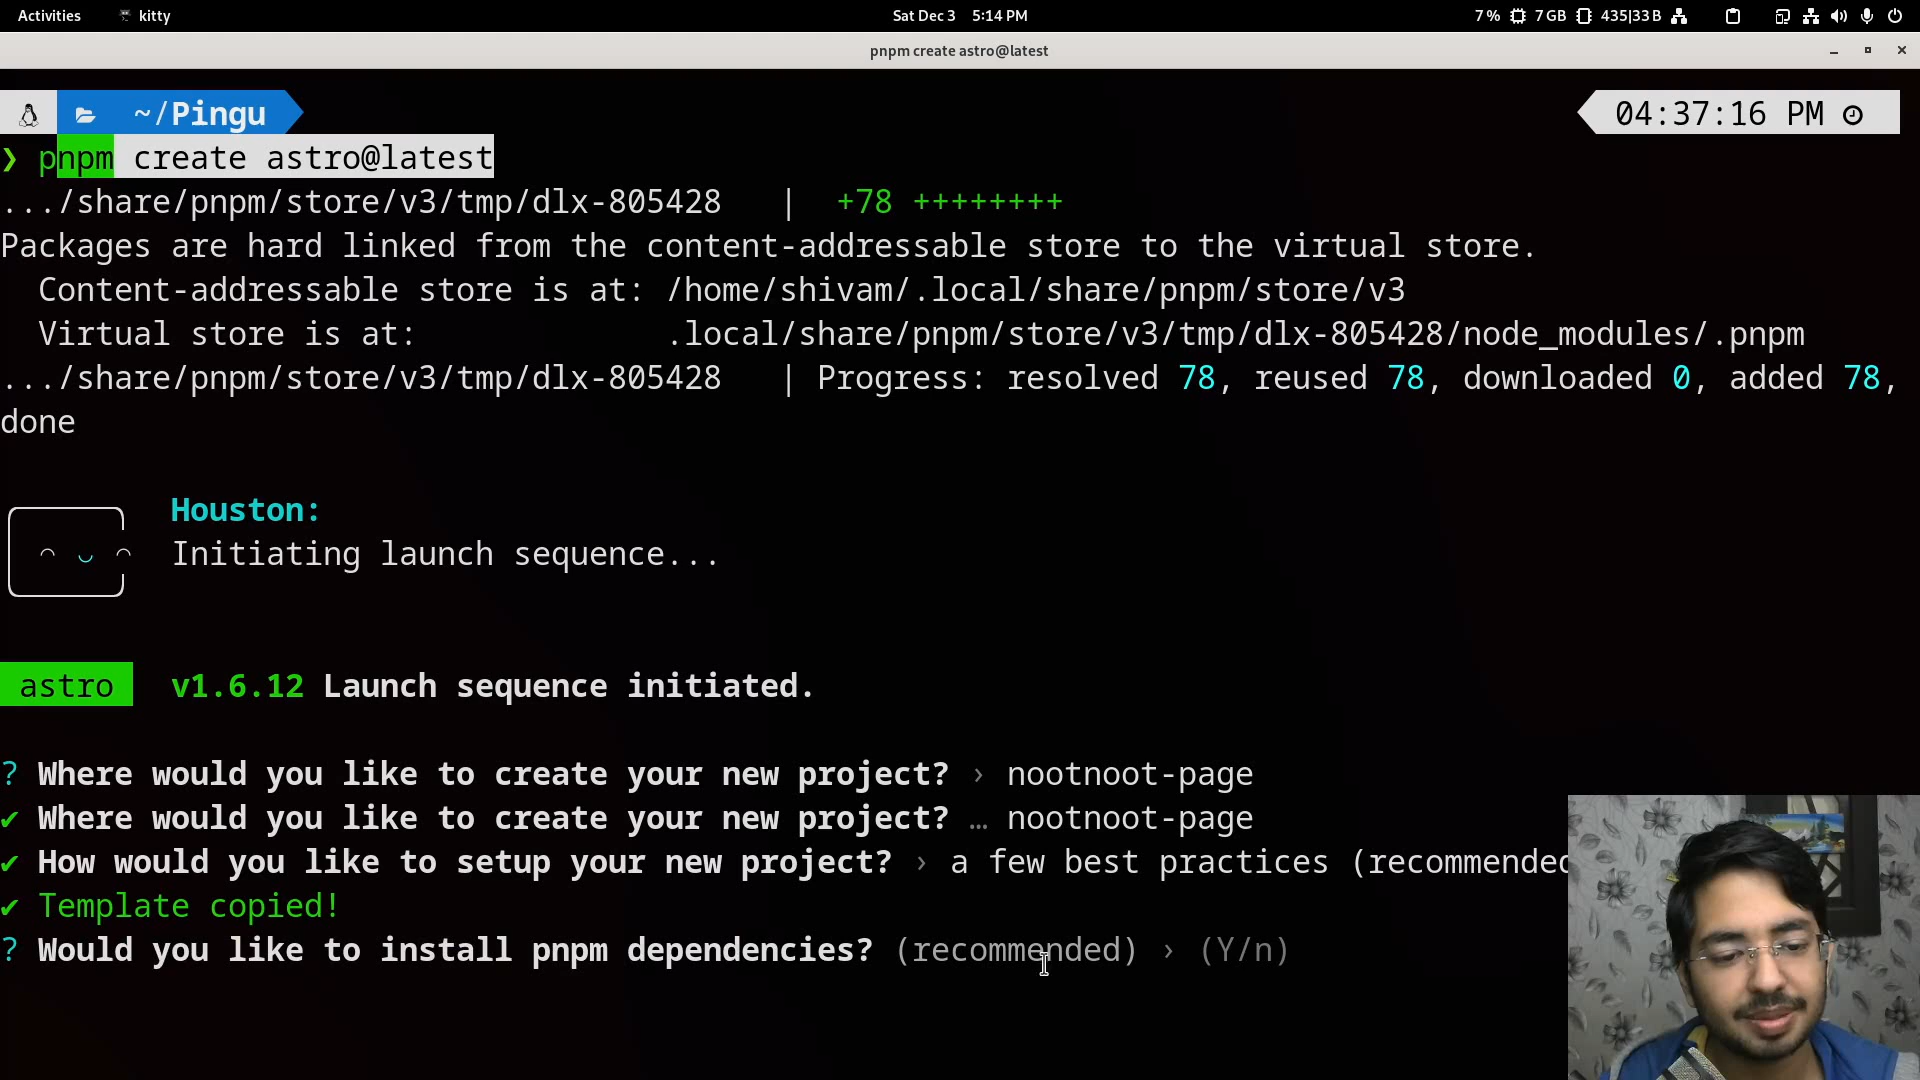 Activities kitty Sat Dec 3 5:14 PM 7 % 7 GB 435|33 B
pnpm create astro@latest
~/Pingu 04:37:16 PM
❯ pnpm create astro@latest
.../share/pnpm/store/v3/tmp/dlx-805428 | +78 ++++++++
Packages are hard linked from the content-addressable store to the virtual store.
Content-addressable store is at: /home/shivam/.local/share/pnpm/store/v3
Virtual store is at: .local/share/pnpm/store/v3/tmp/dlx-805428/node_modules/.pnpm
.../share/pnpm/store/v3/tmp/dlx-805428 | Progress: resolved 78, reused 78, downloaded 0, added 78,
done
Houston:
Initiating launch sequence...
astro v1.6.12 Launch sequence initiated.
? Where would you like to create your new project? › nootnoot-page
✔ Where would you like to create your new project? … nootnoot-page
✔ How would you like to setup your new project? › a few best practices (recommended
✔ Template copied!
? Would you like to install pnpm dependencies? (recommended) › (Y/n)